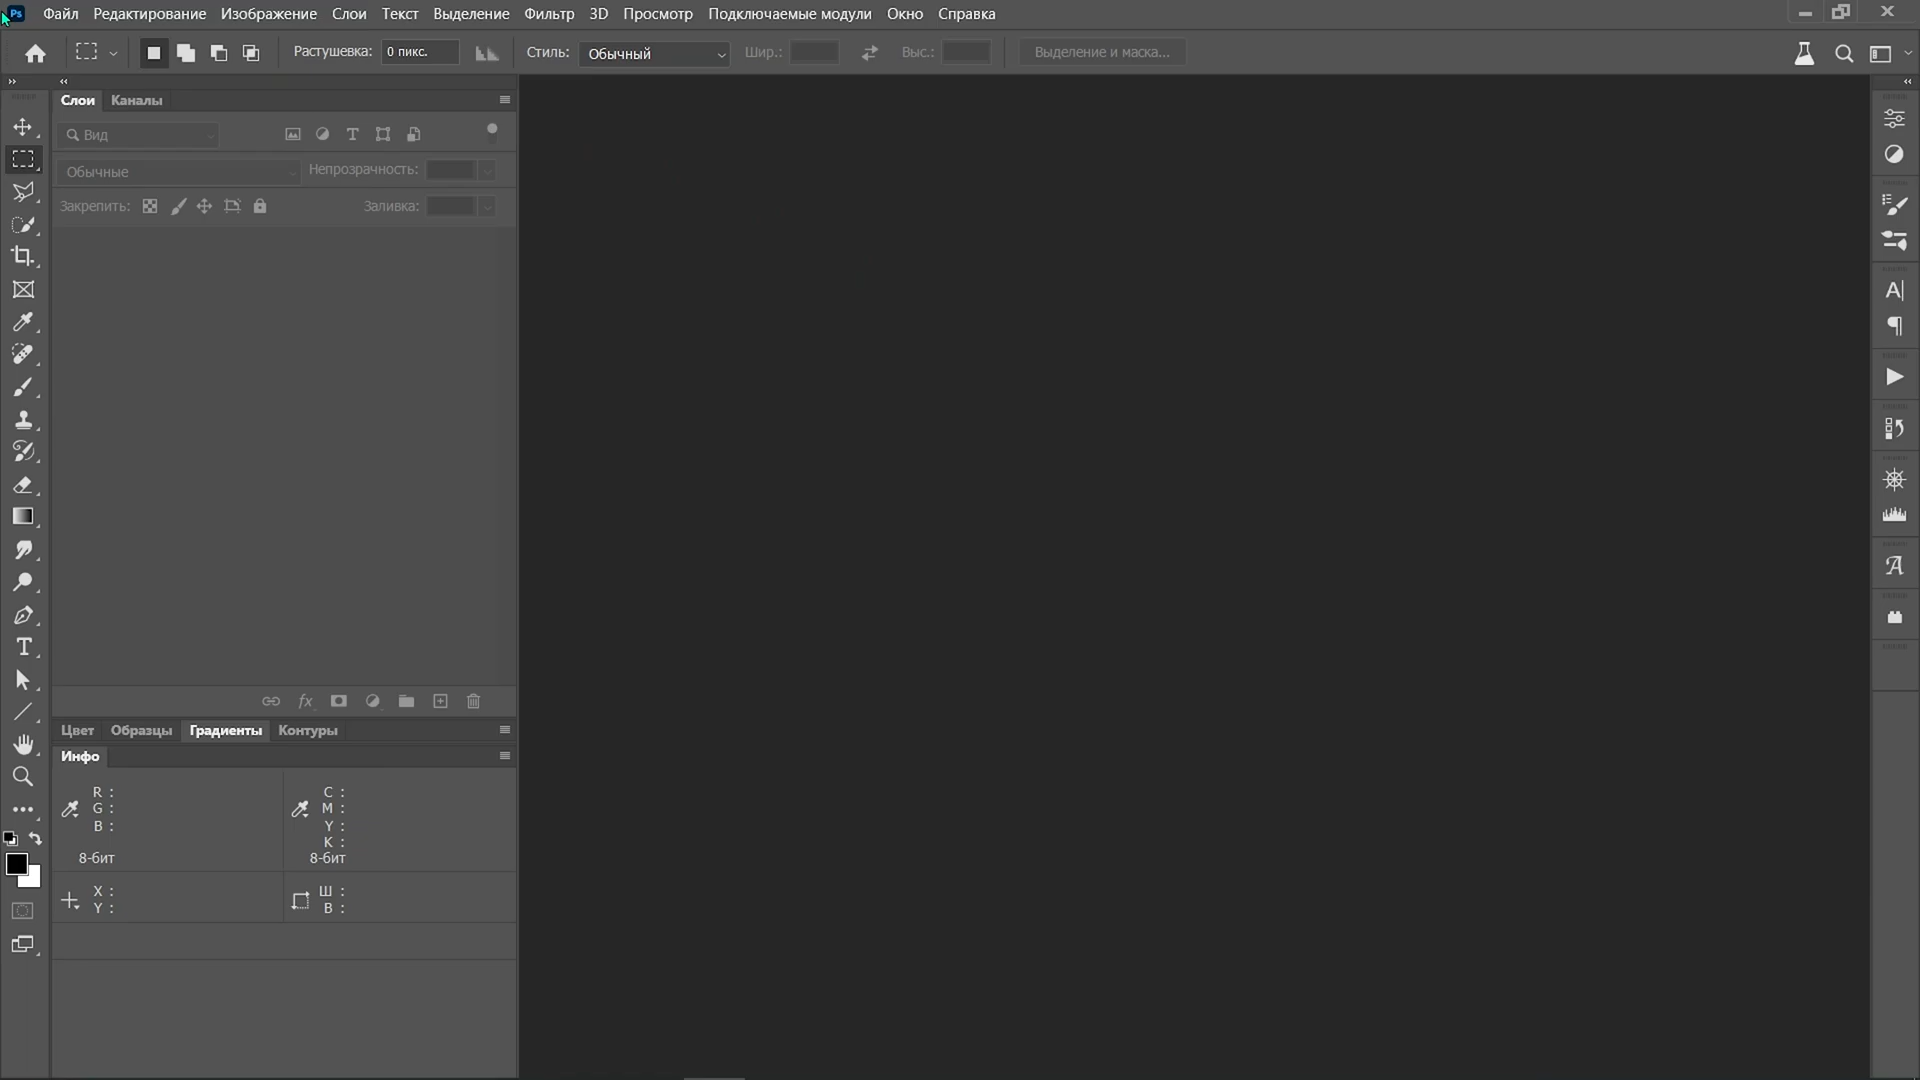 Ps Файл Редактирование Изображение Слои Текст Выделение Фильтр 3D Просмотр Подключаемые модули Окно Справка
Растушевка: 0 пикс. Стиль: Обычный Шир.: Выс.: Выделение и маска...
Слои Каналы
Вид
Обычные Непрозрачность:
Закрепить: Заливка:
fx
Цвет Образцы Градиенты Контуры
Инфо
R : C :
G : M :
B : Y :
K :
8-бит 8-бит
X : Ш :
Y : В :